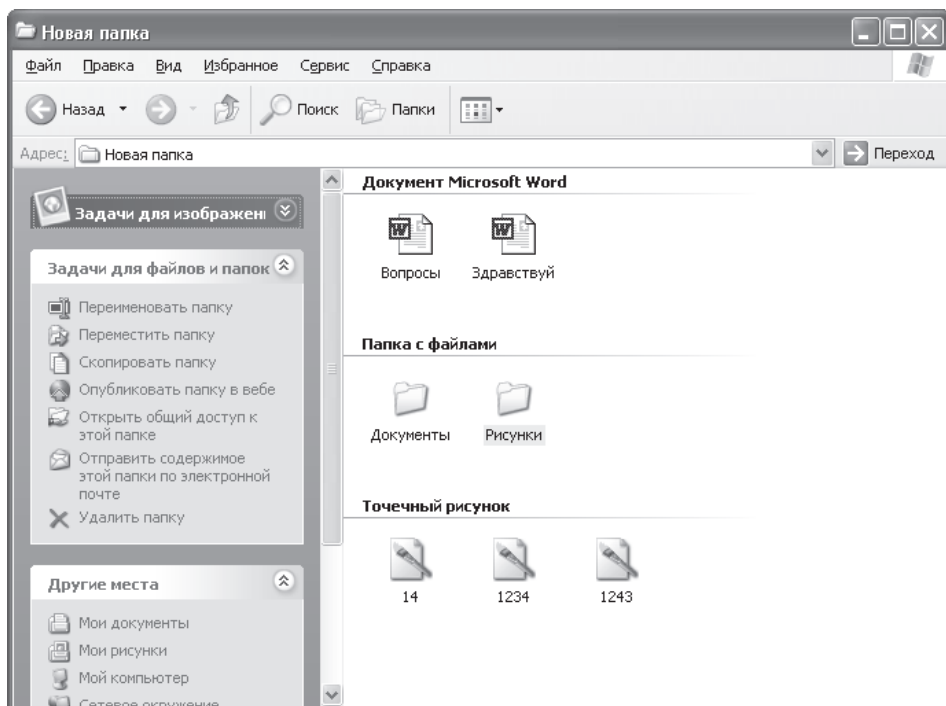 Новая папка
Файл Правка Вид Избранное Сервис Справка
Назад Поиск Папки
Адрес: Новая папка Переход
Задачи для изображен
Задачи для файлов и папок
Переименовать папку
Переместить папку
Скопировать папку
Опубликовать папку в вебе
Открыть общий доступ к
этой папке
Отправить содержимое
этой папки по электронной
почте
Удалить папку
Другие места
Мои документы
Мои рисунки
Мой компьютер
Сетевое окружение
Документ Microsoft Word
Вопросы Здравствуй
Папка с файлами
Документы Рисунки
Точечный рисунок
14 1234 1243